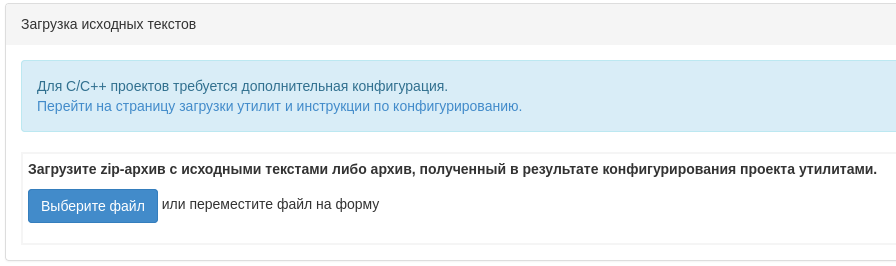 Загрузка исходных текстов
Для C/C++ проектов требуется дополнительная конфигурация.
Перейти на страницу загрузки утилит и инструкции по конфигурированию.
Загрузите zip-архив с исходными текстами либо архив, полученный в результате конфигурирования проекта утилитами.
Выберите файл или переместите файл на форму